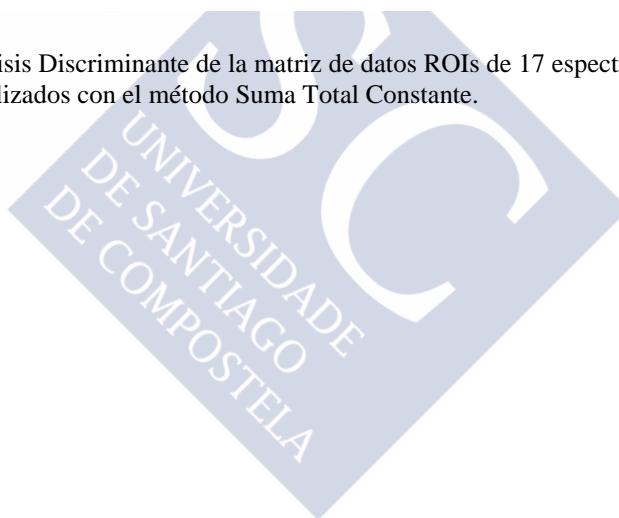 isis Discriminante de la matriz de datos ROIs de 17 espect
lizados con el método Suma Total Constante.
SC
UNIVERSIDADE
DE SANTIAGO
DE COMPOSTELA